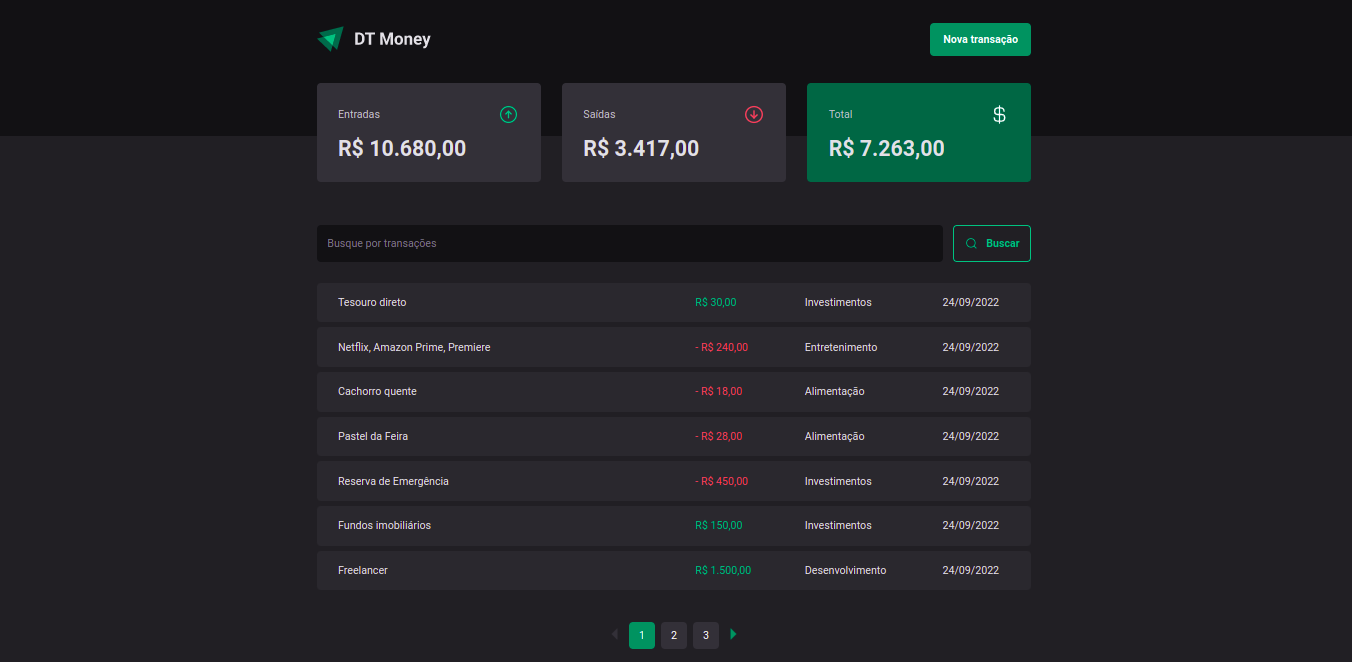 DT Money
Nova transação
Entradas
R$ 10.680,00
Saídas
R$ 3.417,00
Total
R$ 7.263,00
Busque por transações
Buscar
Tesouro direto R$ 30,00 Investimentos 24/09/2022
Netflix, Amazon Prime, Premiere - R$ 240,00 Entretenimento 24/09/2022
Cachorro quente - R$ 18,00 Alimentação 24/09/2022
Pastel da Feira - R$ 28,00 Alimentação 24/09/2022
Reserva de Emergência - R$ 450,00 Investimentos 24/09/2022
Fundos imobiliários R$ 150,00 Investimentos 24/09/2022
Freelancer R$ 1.500,00 Desenvolvimento 24/09/2022
1 2 3